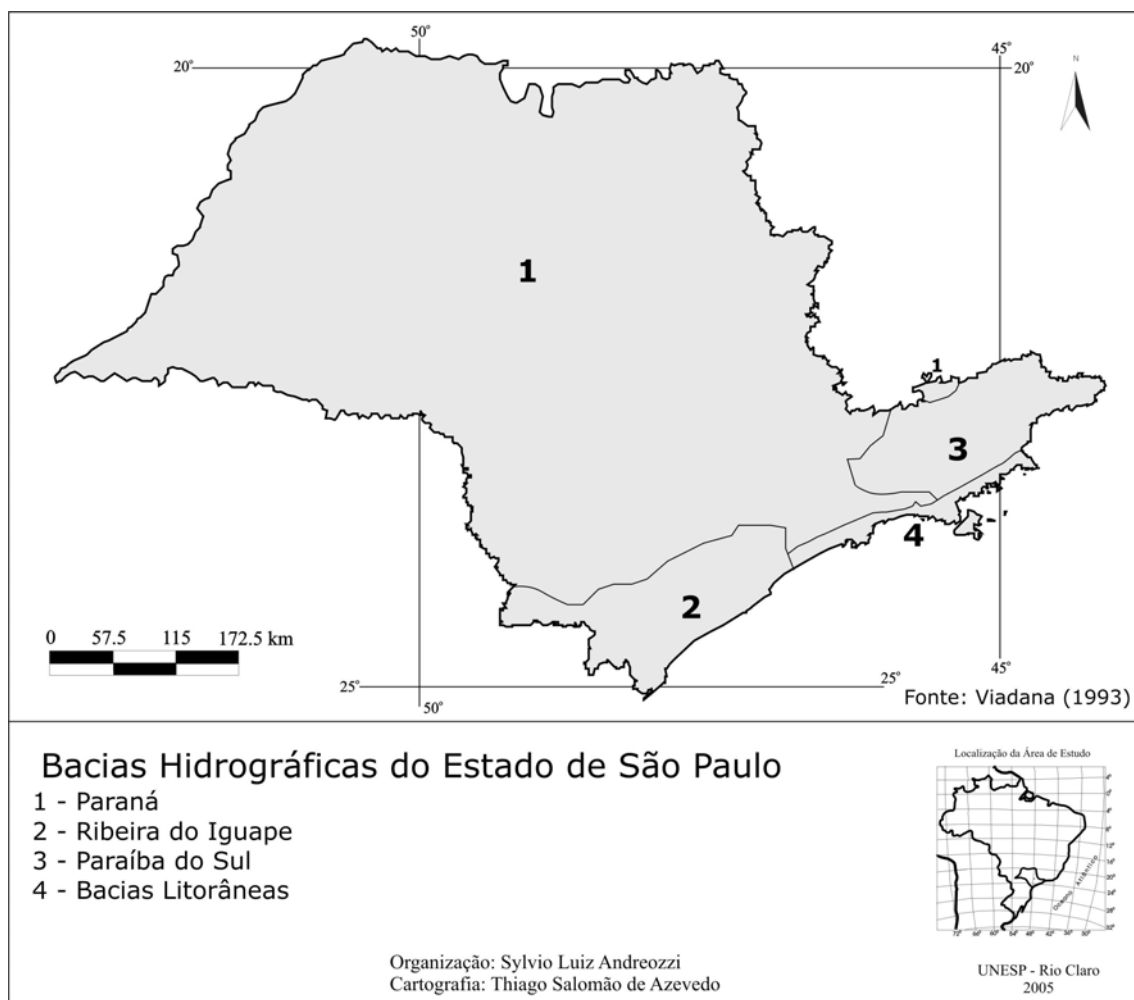 50°
45°
20°
20°
N
1
1
3
4
2
0 57.5 115 172.5 km
25°
25°
45°
50°
Fonte: Viadana (1993)
Bacias Hidrográficas do Estado de São Paulo
1 - Paraná
2 - Ribeira do Iguape
3 - Paraíba do Sul
4 - Bacias Litorâneas
Localização da Área de Estudo
Oceano Atlântico
Organização: Sylvio Luiz Andreozzi
Cartografia: Thiago Salomão de Azevedo
UNESP - Rio Claro
2005